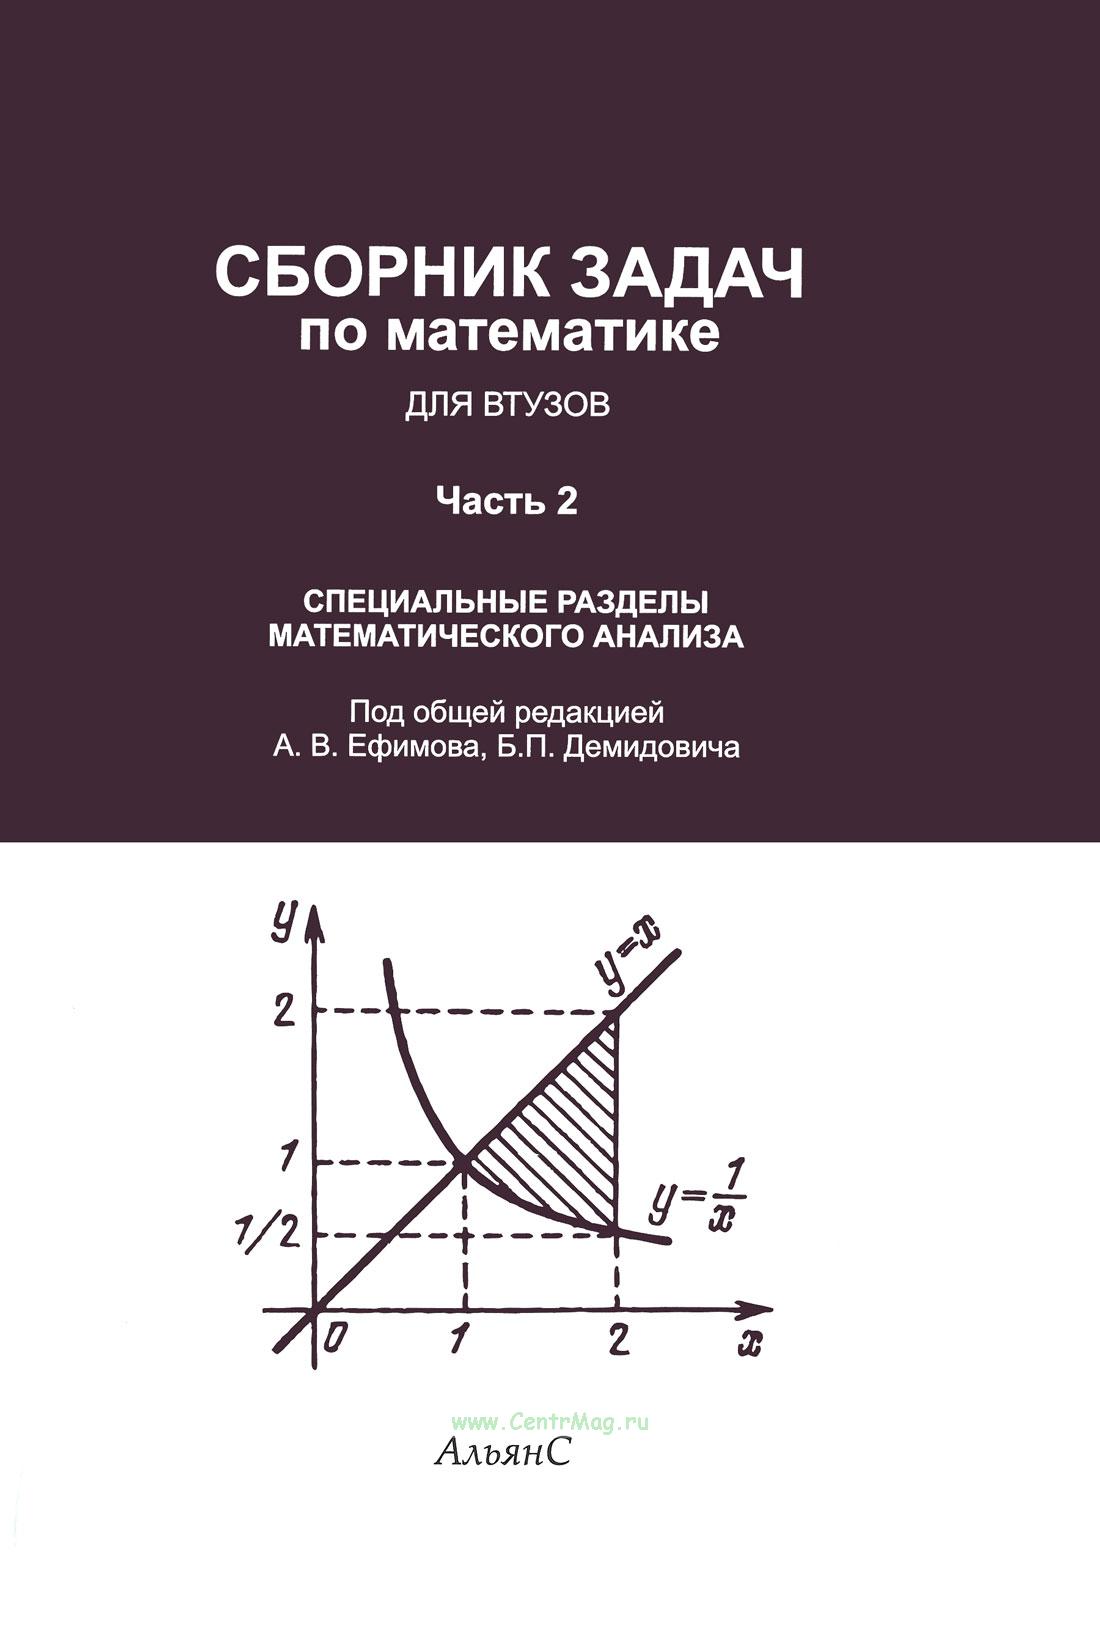 СБОРНИК ЗАДАЧ
по математике
ДЛЯ ВТУЗОВ
Часть 2
СПЕЦИАЛЬНЫЕ РАЗДЕЛЫ
МАТЕМАТИЧЕСКОГО АНАЛИЗА
Под общей редакцией
А. В. Ефимова, Б.П. Демидовича
y
y=x
2
1
y=1/x
1/2
0 1 2 x
www.CentrMag.ru
АльянС